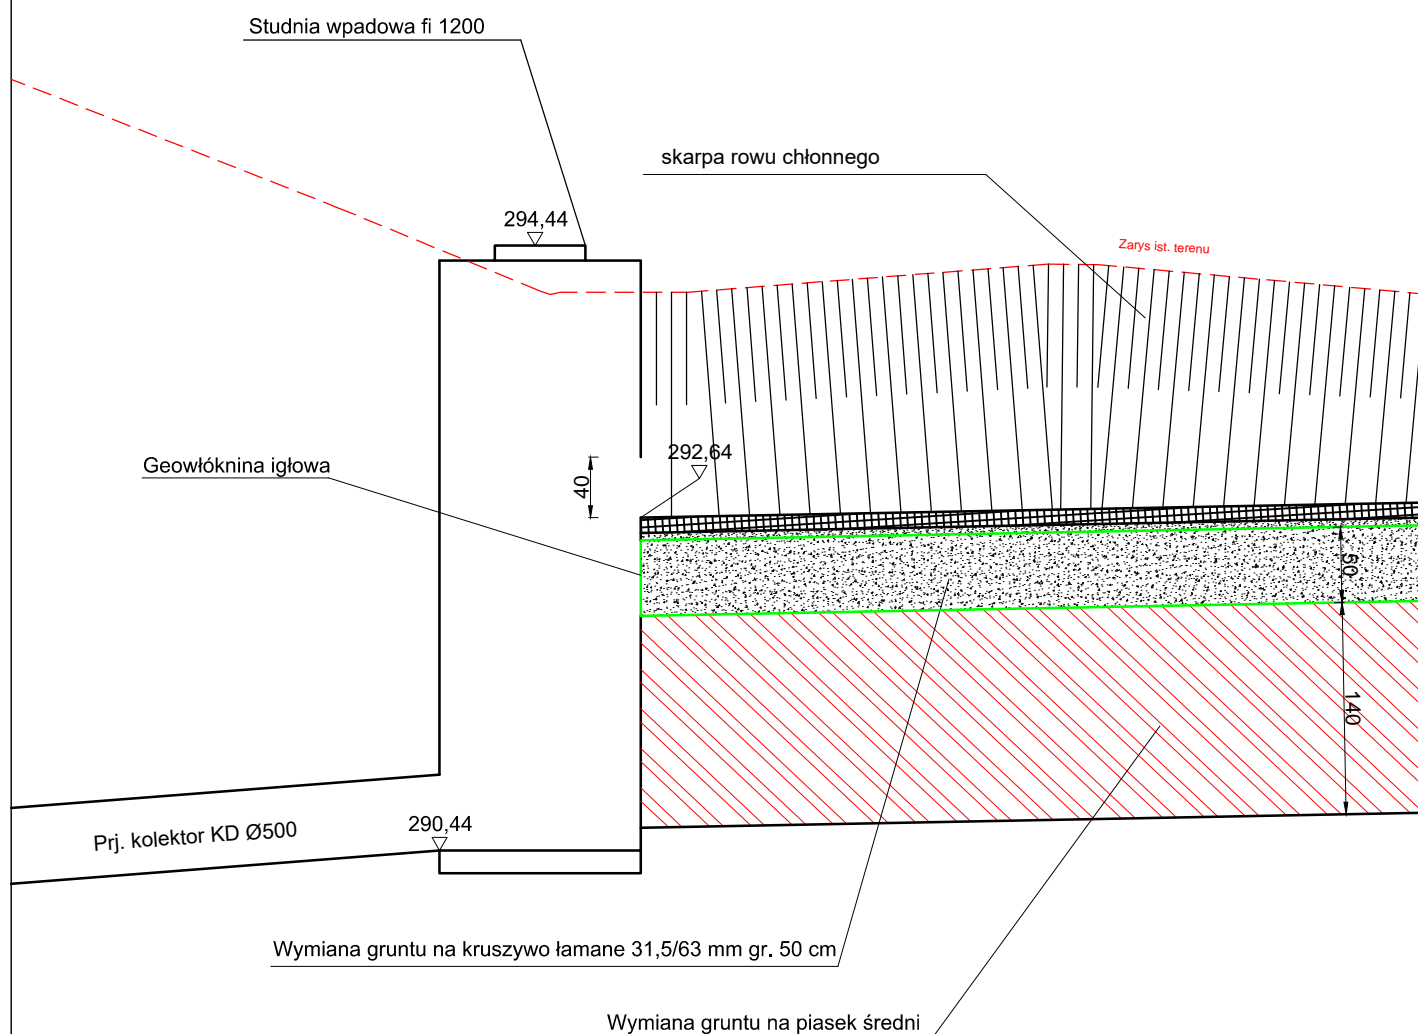 Studnia wpadowa fi 1200
skarpa rowu chłonnego
294,44
Zarys ist. terenu
292,64
Geowłóknina igłowa
40
50
140
290,44
Prj. kolektor KD Ø500
Wymiana gruntu na kruszywo łamane 31,5/63 mm gr. 50 cm
Wymiana gruntu na piasek średni